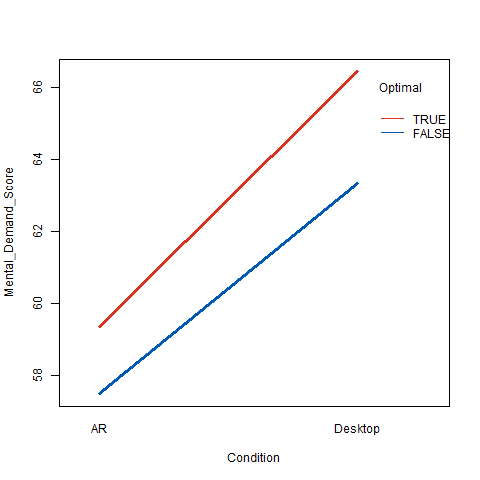 Mental_Demand_Score
66
64
62
60
58
Optimal
TRUE
FALSE
AR
Desktop
Condition